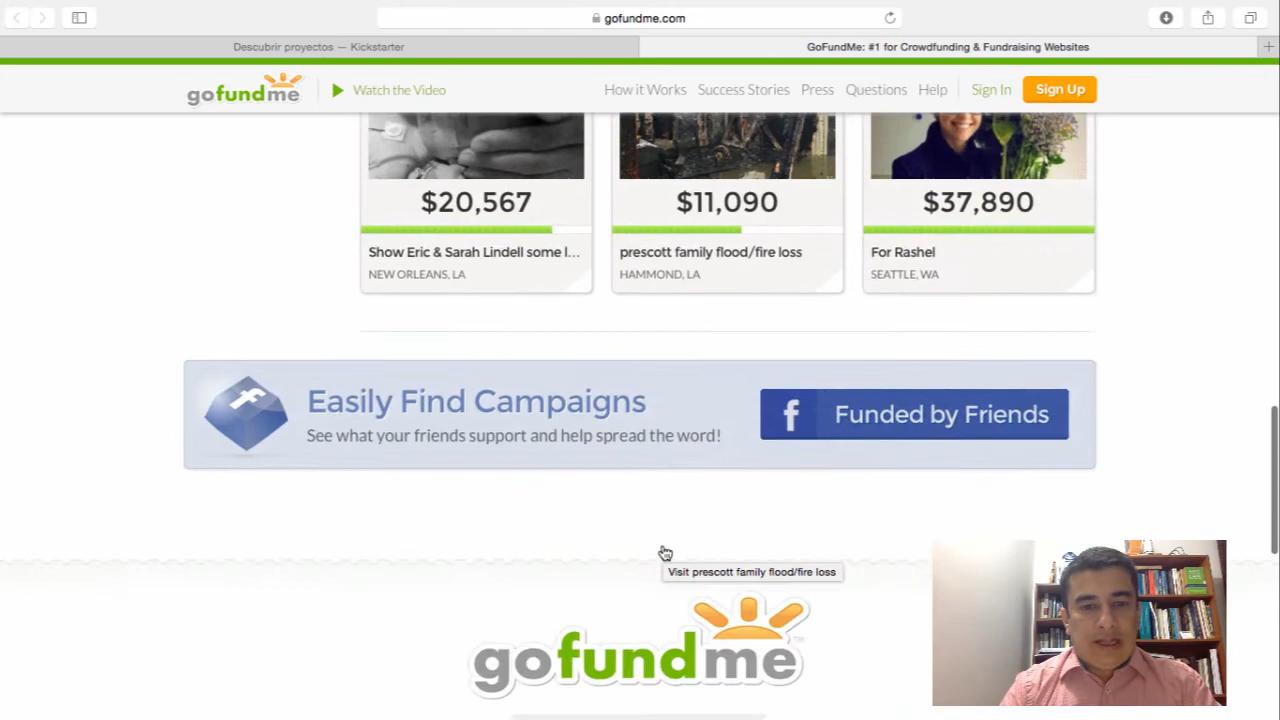 gofundme.com
Descubrir proyectos — Kickstarter
GoFundMe: #1 for Crowdfunding & Fundraising Websites
gofundme
Watch the Video
How it Works
Success Stories
Press
Questions
Help
Sign In
Sign Up
$20,567
Show Eric & Sarah Lindell some l...
NEW ORLEANS, LA
$11,090
prescott family flood/fire loss
HAMMOND, LA
$37,890
For Rashel
SEATTLE, WA
f
Easily Find Campaigns
See what your friends support and help spread the word!
f Funded by Friends
Visit prescott family flood/fire loss
gofundme™